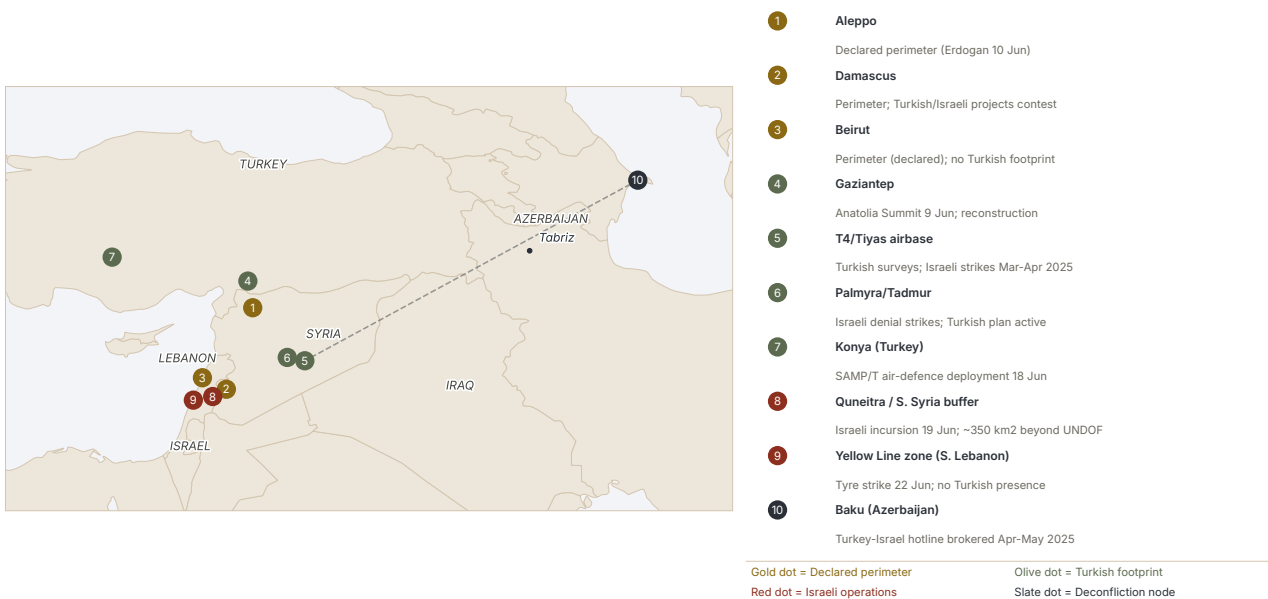 TURKEY
10
AZERBAIJAN
Tabriz
7
4
1
SYRIA
6
5
LEBANON
3
2
8
9
IRAQ
ISRAEL
1 Aleppo
Declared perimeter (Erdogan 10 Jun)
2 Damascus
Perimeter; Turkish/Israeli projects contest
3 Beirut
Perimeter (declared); no Turkish footprint
4 Gaziantep
Anatolia Summit 9 Jun; reconstruction
5 T4/Tiyas airbase
Turkish surveys; Israeli strikes Mar-Apr 2025
6 Palmyra/Tadmur
Israeli denial strikes; Turkish plan active
7 Konya (Turkey)
SAMP/T air-defence deployment 18 Jun
8 Quneitra / S. Syria buffer
Israeli incursion 19 Jun; ~350 km2 beyond UNDOF
9 Yellow Line zone (S. Lebanon)
Tyre strike 22 Jun; no Turkish presence
10 Baku (Azerbaijan)
Turkey-Israel hotline brokered Apr-May 2025
Gold dot = Declared perimeter
Olive dot = Turkish footprint
Red dot = Israeli operations
Slate dot = Deconfliction node